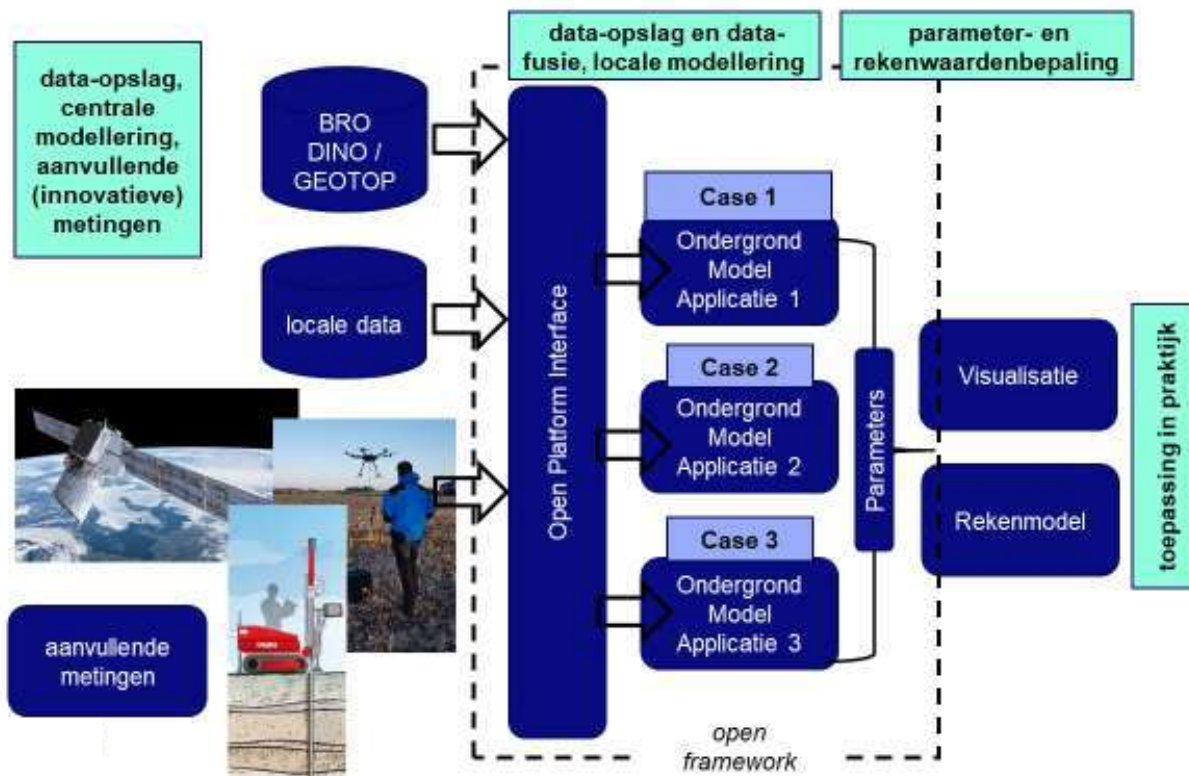 data-opslag,
centrale
modellering,
aanvullende
(innovatieve)
metingen
BRO
DINO /
GEOTOP
locale data
aanvullende
metingen
data-opslag en data-
fusie, locale modellering
parameter- en
rekenwaardenbepaling
Open Platform Interface
Case 1
Ondergrond
Model
Applicatie 1
Case 2
Ondergrond
Model
Applicatie 2
Case 3
Ondergrond
Model
Applicatie 3
Parameters
Visualisatie
Rekenmodel
toepassing in praktijk
open
framework